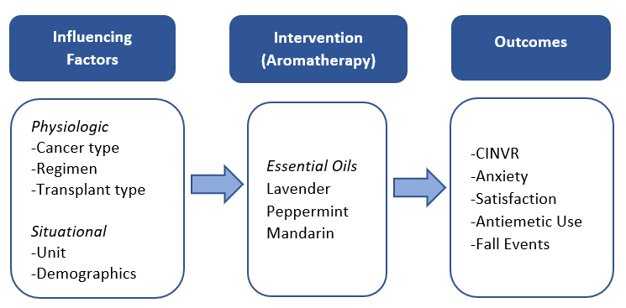 Influencing
Factors
Intervention
(Aromatherapy)
Outcomes
Physiologic
-Cancer type
-Regimen
-Transplant type
Situational
-Unit
-Demographics
Essential Oils
Lavender
Peppermint
Mandarin
-CINVR
-Anxiety
-Satisfaction
-Antiemetic Use
-Fall Events